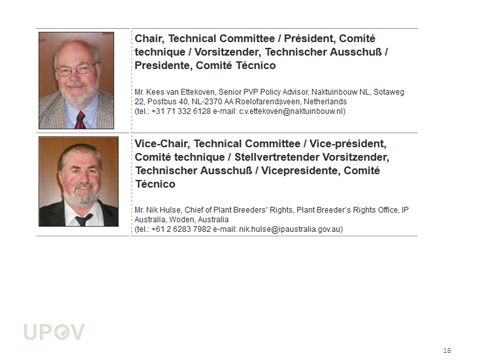 Chair, Technical Committee / Président, Comité
technique / Vorsitzender, Technischer Ausschuß /
Presidente, Comité Técnico
Mr. Kees van Ettekoven, Senior PVP Policy Advisor, Naktuinbouw NL, Sotaweg
22, Postbus 40, NL-2370 AA Roelofarendsveen, Netherlands
(tel.: +31 71 332 6128 e-mail: c.v.ettekoven@naktuinbouw.nl)
Vice-Chair, Technical Committee / Vice-président,
Comité technique / Stellvertretender Vorsitzender,
Technischer Ausschuß / Vicepresidente, Comité
Técnico
Mr. Nik Hulse, Chief of Plant Breeders' Rights, Plant Breeder's Rights Office, IP
Australia, Woden, Australia
(tel.: +61 2 6283 7982 e-mail: nik.hulse@ipaustralia.gov.au)
UPOV
16